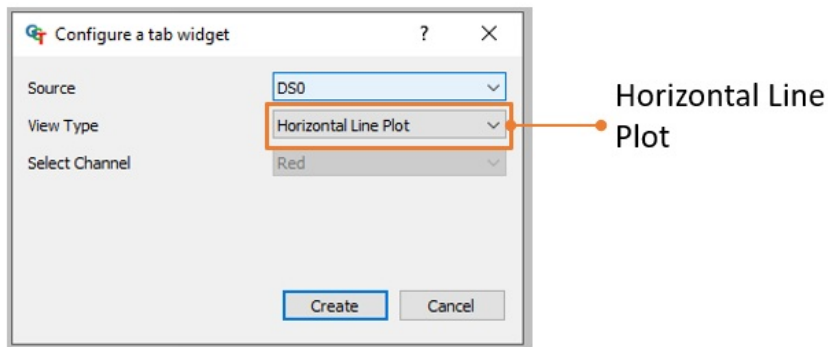 Configure a tab widget ?
Source DS0
View Type Horizontal Line Plot
Select Channel Red
Create Cancel
Horizontal Line
Plot